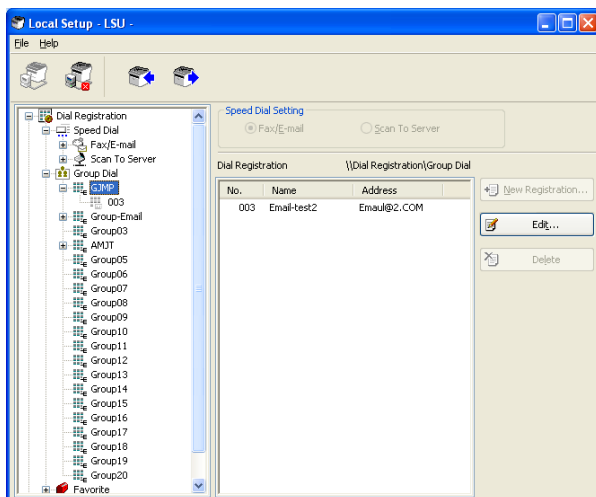 Local Setup - LSU -
File Help
Dial Registration
Speed Dial
Fax/E-mail
Scan To Server
Group Dial
GJMP
003
Group-Email
Group03
AMJT
Group05
Group06
Group07
Group08
Group09
Group10
Group11
Group12
Group13
Group14
Group15
Group16
Group17
Group18
Group19
Group20
Favorite
Speed Dial Setting
Fax/E-mail Scan To Server
Dial Registration \\Dial Registration\Group Dial
No. Name Address
003 Email-test2 Emaul@2.COM
New Registration...
Edit...
Delete